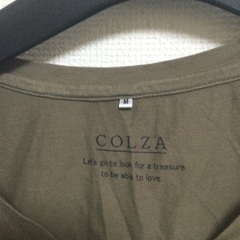 M
COLZA
Let's go to look for a treasure
to be able to love